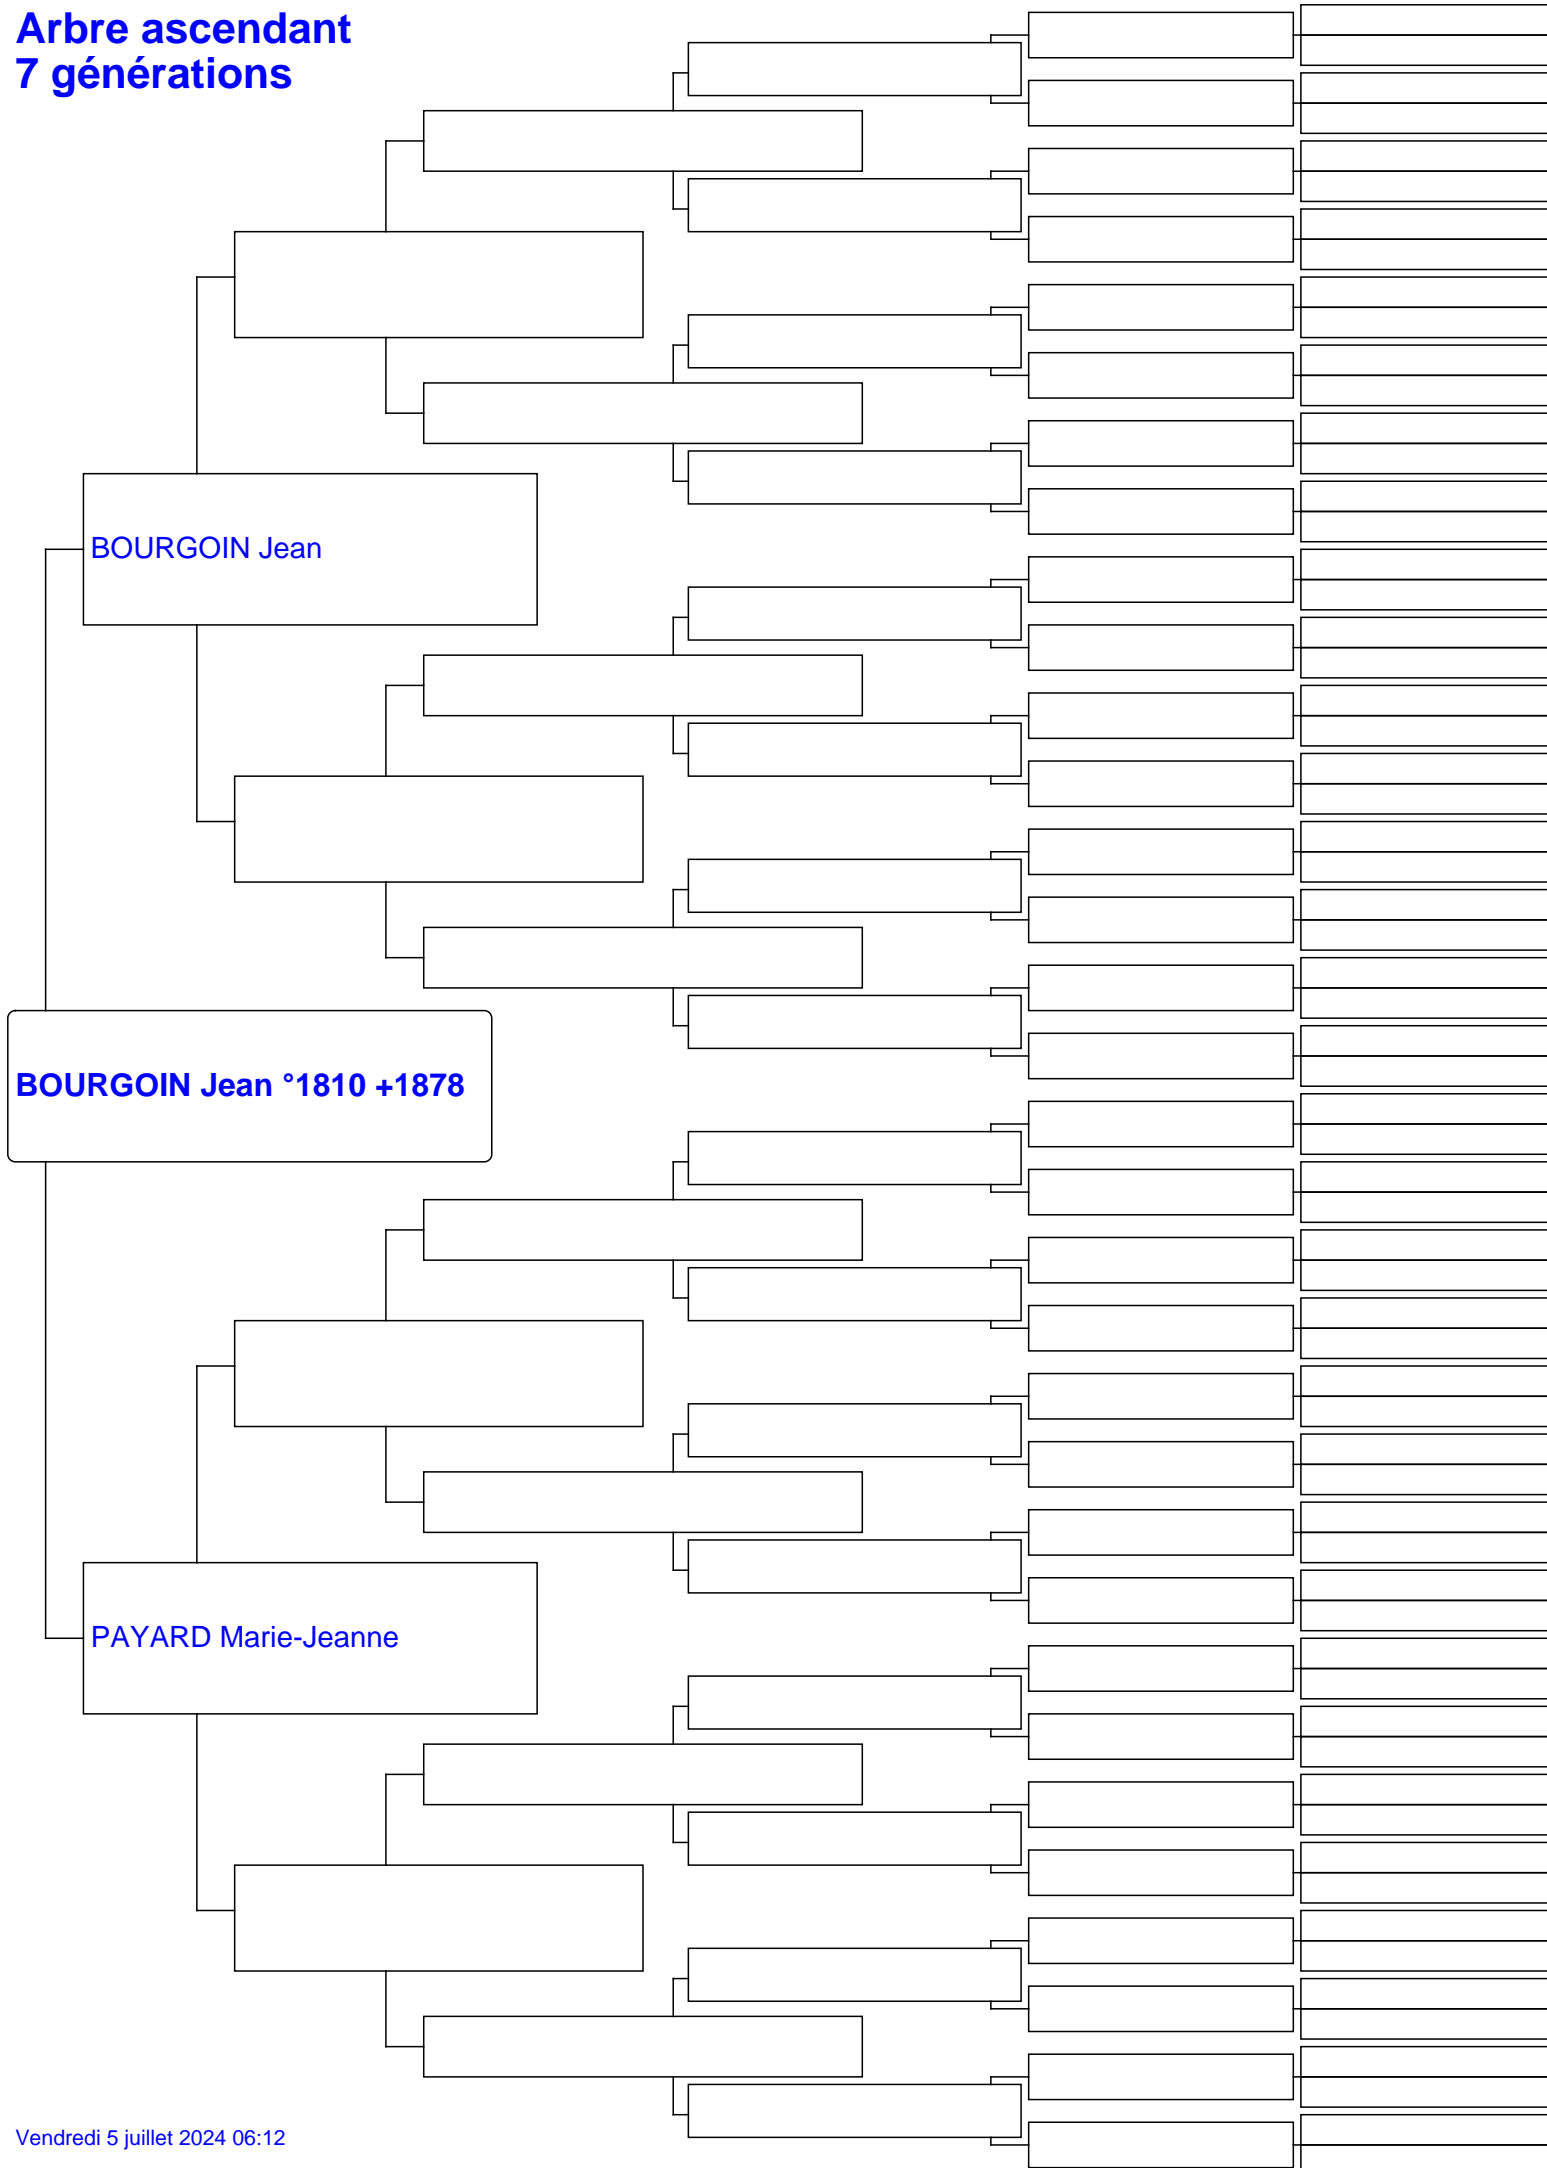 Arbre ascendant
7 générations
BOURGOIN Jean
BOURGOIN Jean °1810 +1878
PAYARD Marie-Jeanne
Vendredi 5 juillet 2024 06:12